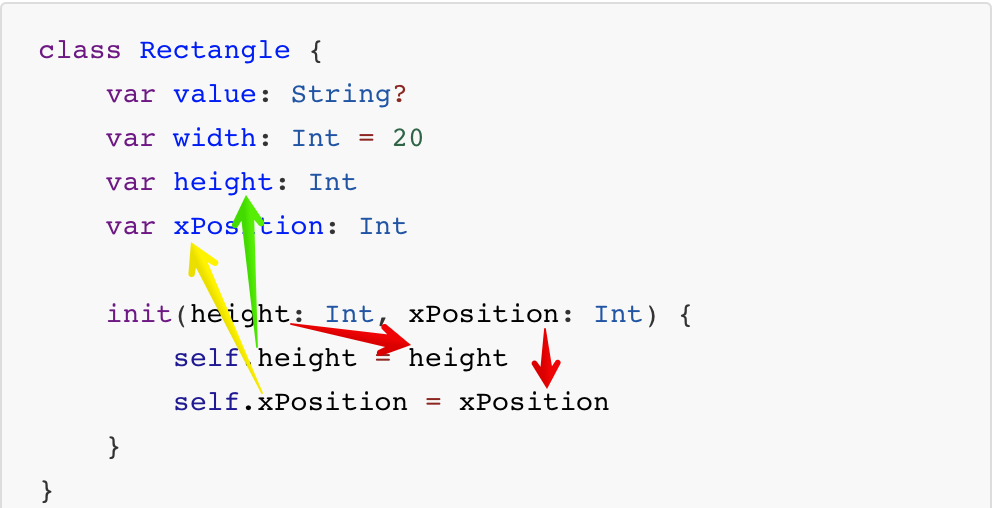 class Rectangle {
    var value: String?
    var width: Int = 20
    var height: Int
    var xPosition: Int

    init(height: Int, xPosition: Int) {
        self.height = height
        self.xPosition = xPosition
    }
}